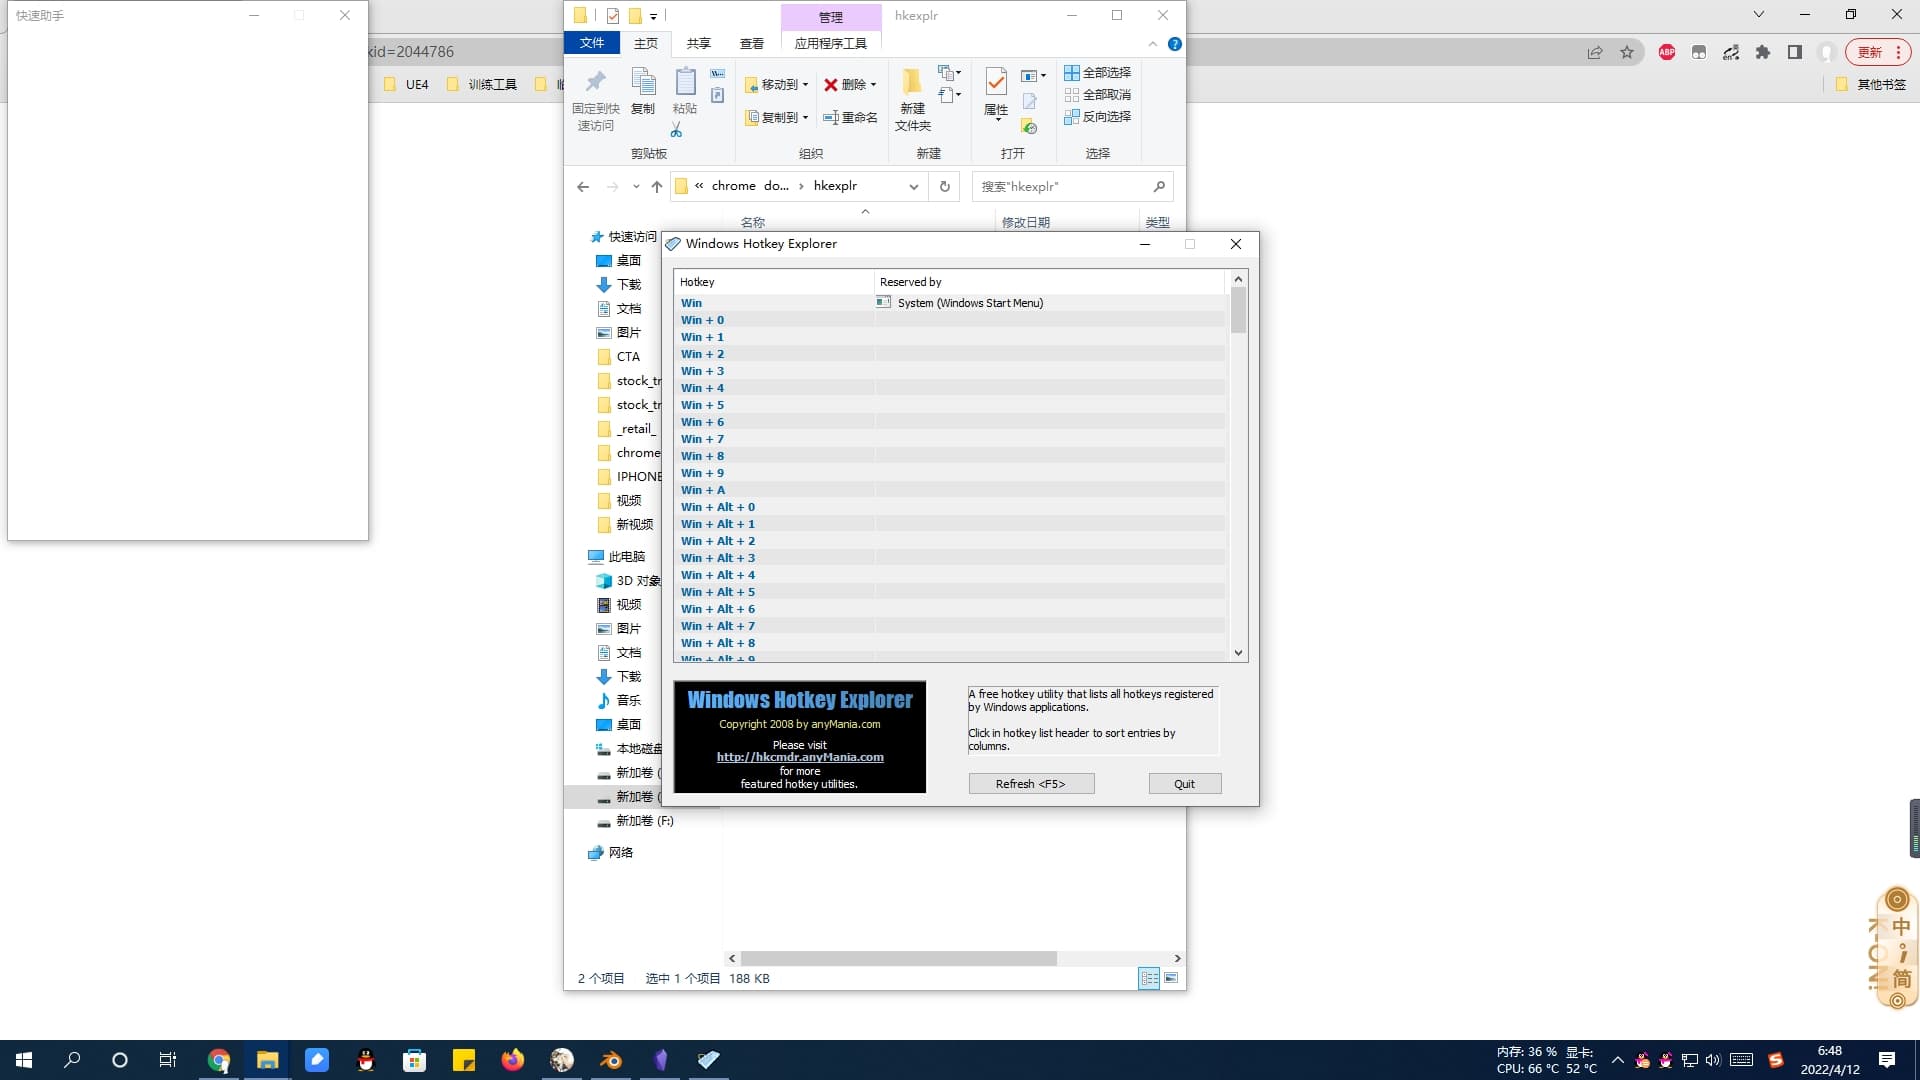 快速助手
kid=2044786
UE4
训练工具
管理
hkexplr
文件
主页
共享
查看
应用程序工具
固定到快速访问
复制
粘贴
剪贴板
移动到
复制到
删除
重命名
组织
新建
文件夹
新建
属性
打开
全部选择
全部取消
反向选择
选择
« chrome do... › hkexplr
搜索"hkexplr"
名称
修改日期
类型
更新
其他书签
ABP
快速访问
桌面
下载
文档
图片
CTA
stock_tr
stock_tr
_retail_
chrome
IPHONE
视频
新视频
此电脑
3D 对象
视频
图片
文档
下载
音乐
桌面
本地磁盘
新加卷 (
新加卷 (
新加卷 (F:)
网络
Windows Hotkey Explorer
Hotkey
Reserved by
Win
System (Windows Start Menu)
Win + 0
Win + 1
Win + 2
Win + 3
Win + 4
Win + 5
Win + 6
Win + 7
Win + 8
Win + 9
Win + A
Win + Alt + 0
Win + Alt + 1
Win + Alt + 2
Win + Alt + 3
Win + Alt + 4
Win + Alt + 5
Win + Alt + 6
Win + Alt + 7
Win + Alt + 8
Win + Alt + 9
Windows Hotkey Explorer
Copyright 2008 by anyMania.com
Please visit
http://hkcmdr.anyMania.com
for more
featured hotkey utilities.
A free hotkey utility that lists all hotkeys registered
by Windows applications.
Click in hotkey list header to sort entries by
columns.
Refresh <F5>
Quit
2 个项目 选中 1 个项目 188 KB
K-ON!
中
简
内存: 36 % 显卡:
CPU: 66 °C 52 °C
6:48
2022/4/12